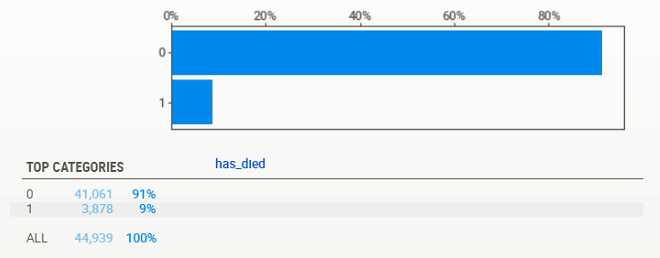 0% 20% 40% 60% 80%
0
1
TOP CATEGORIES has_died
0 41,061 91%
1 3,878 9%
ALL 44,939 100%